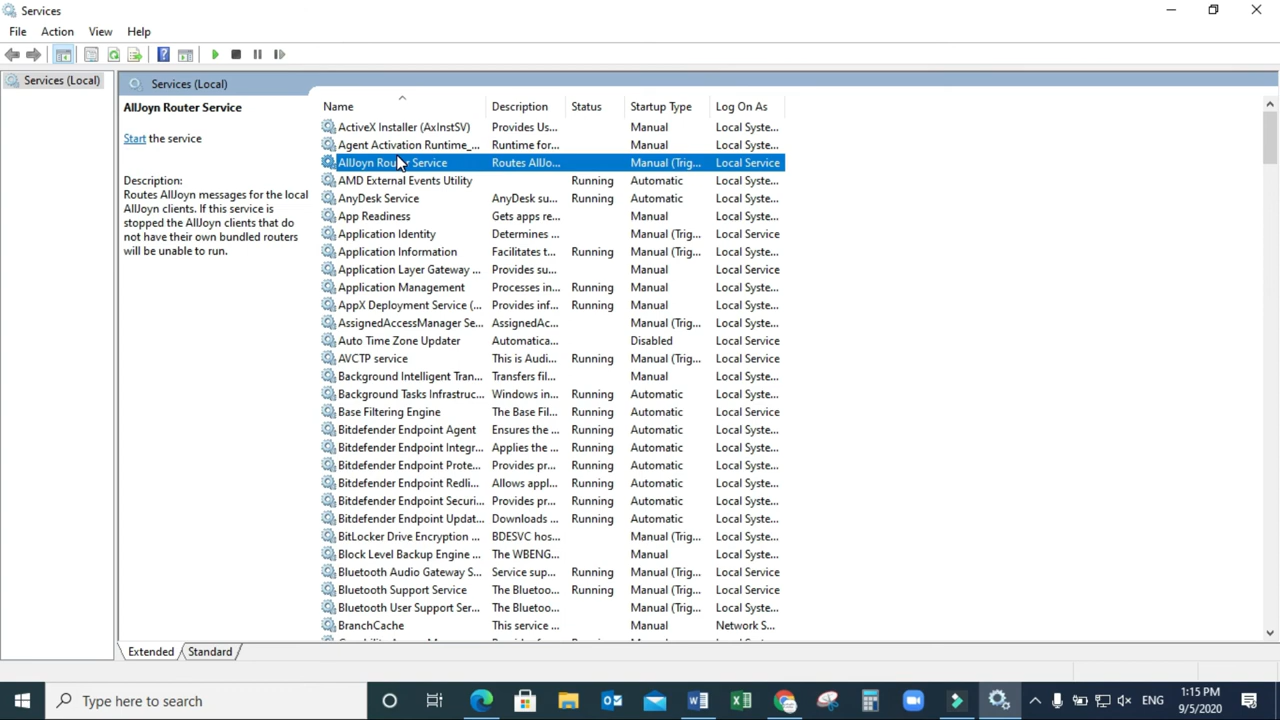 Services
File Action View Help
Services (Local)
Services (Local)
AllJoyn Router Service
Start the service
Description:
Routes AllJoyn messages for the local
AllJoyn clients. If this service is
stopped the AllJoyn clients that do
not have their own bundled routers
will be unable to run.
Name Description Status Startup Type Log On As
ActiveX Installer (AxInstSV) Provides Us... Manual Local Syste...
Agent Activation Runtime_... Runtime for... Manual Local Syste...
AllJoyn Router Service Routes AllJo... Manual (Trig... Local Service
AMD External Events Utility Running Automatic Local Syste...
AnyDesk Service AnyDesk su... Running Automatic Local Syste...
App Readiness Gets apps re... Manual Local Syste...
Application Identity Determines ... Manual (Trig... Local Service
Application Information Facilitates t... Running Manual (Trig... Local Syste...
Application Layer Gateway ... Provides su... Manual Local Service
Application Management Processes in... Running Manual Local Syste...
AppX Deployment Service (... Provides inf... Running Manual Local Syste...
AssignedAccessManager Se... AssignedAc... Manual (Trig... Local Syste...
Auto Time Zone Updater Automatica... Disabled Local Service
AVCTP service This is Audi... Running Manual (Trig... Local Service
Background Intelligent Tran... Transfers fil... Manual Local Syste...
Background Tasks Infrastruc... Windows in... Running Automatic Local Syste...
Base Filtering Engine The Base Fil... Running Automatic Local Service
Bitdefender Endpoint Agent Ensures the ... Running Automatic Local Syste...
Bitdefender Endpoint Integr... Applies the ... Running Automatic Local Syste...
Bitdefender Endpoint Prote... Provides pr... Running Automatic Local Syste...
Bitdefender Endpoint Redli... Allows appl... Running Automatic Local Syste...
Bitdefender Endpoint Securi... Provides pr... Running Automatic Local Syste...
Bitdefender Endpoint Updat... Downloads ... Running Automatic Local Syste...
BitLocker Drive Encryption ... BDESVC hos... Manual (Trig... Local Syste...
Block Level Backup Engine ... The WBENG... Manual Local Syste...
Bluetooth Audio Gateway S... Service sup... Running Manual (Trig... Local Service
Bluetooth Support Service The Bluetoo... Running Manual (Trig... Local Service
Bluetooth User Support Ser... The Bluetoo... Manual (Trig... Local Syste...
BranchCache This service ... Manual Network S...
Extended Standard
Type here to search
ENG
1:15 PM
9/5/2020